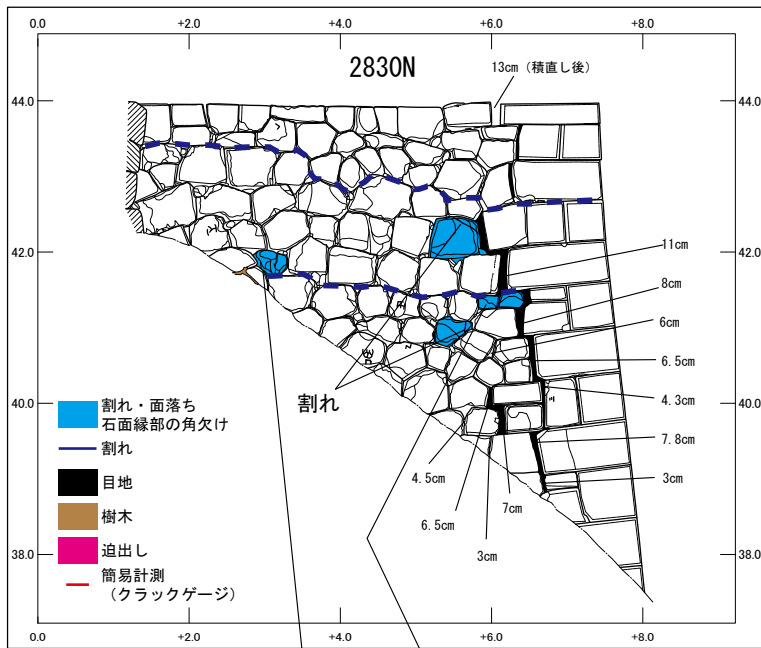 0.0
+2.0
+4.0
+6.0
+8.0
2830N
13cm（積直し後）
44.0
44.0
42.0
42.0
11cm
8cm
6cm
6.5cm
割れ
4.3cm
40.0
40.0
7.8cm
4.5cm
7cm
3cm
6.5cm
3cm
割れ・面落ち
石面縁部の角欠け
割れ
目地
樹木
迫出し
簡易計測
（クラックゲージ）
38.0
38.0
0.0
+2.0
+4.0
+6.0
+8.0